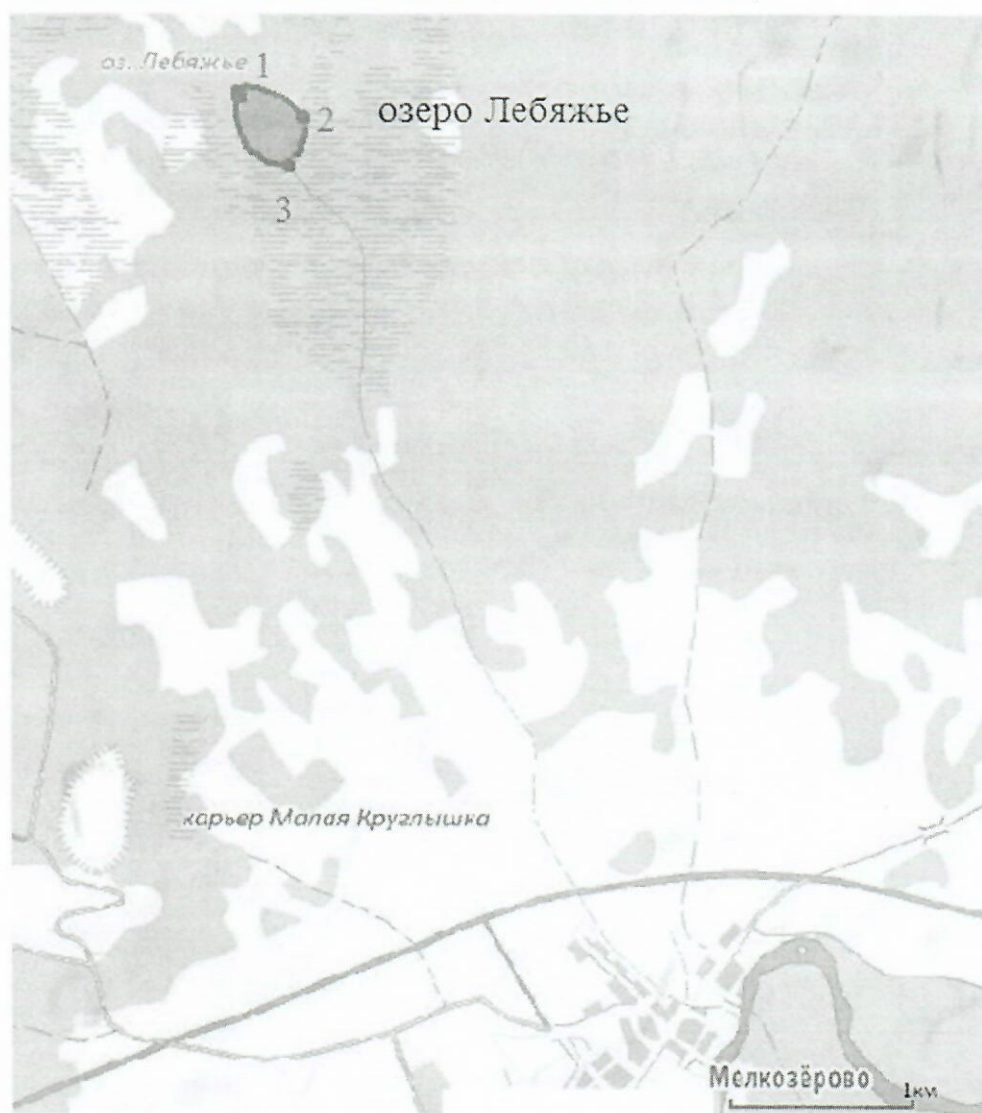 оз. Лебяжье 1
2 озеро Лебяжье
3
карьер Малая Круглышка
Мелкозёрово 1км